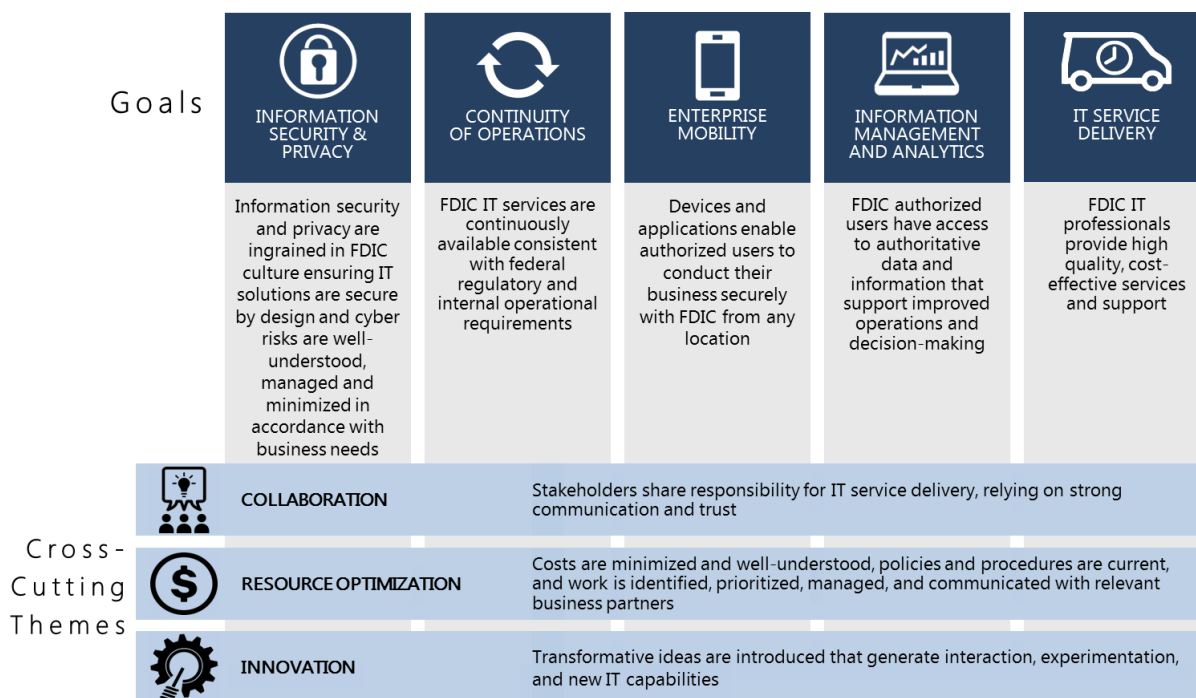 Goals
INFORMATION
SECURITY &
PRIVACY
CONTINUITY
OF OPERATIONS
ENTERPRISE
MOBILITY
INFORMATION
MANAGEMENT
AND ANALYTICS
IT SERVICE
DELIVERY
Information security
and privacy are
ingrained in FDIC
culture ensuring IT
solutions are secure
by design and cyber
risks are well-
understood,
managed and
minimized in
accordance with
business needs
FDIC IT services are
continuously
available consistent
with federal
regulatory and
internal operational
requirements
Devices and
applications enable
authorized users to
conduct their
business securely
with FDIC from any
location
FDIC authorized
users have access
to authoritative
data and
information that
support improved
operations and
decision-making
FDIC IT
professionals
provide high
quality, cost-
effective services
and support
Cross-
Cutting
Themes
COLLABORATION
Stakeholders share responsibility for IT service delivery, relying on strong
communication and trust
$
RESOURCE OPTIMIZATION
Costs are minimized and well-understood, policies and procedures are current,
and work is identified, prioritized, managed, and communicated with relevant
business partners
INNOVATION
Transformative ideas are introduced that generate interaction, experimentation,
and new IT capabilities